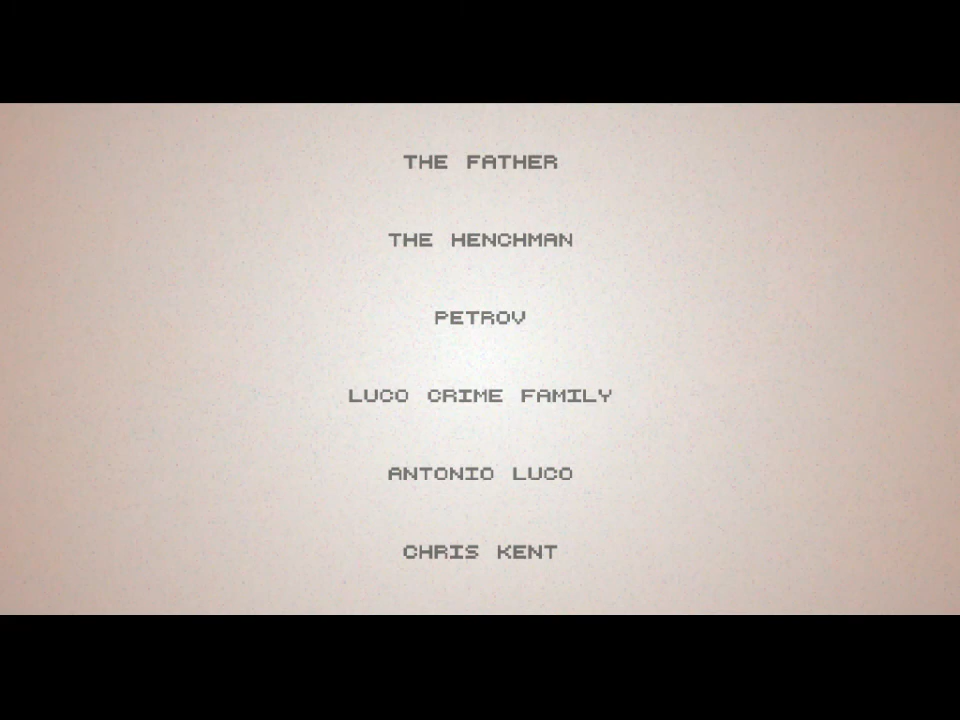 THE FATHER
THE HENCHMAN
PETROV
LUCO CRIME FAMILY
ANTONIO LUCO
CHRIS KENT